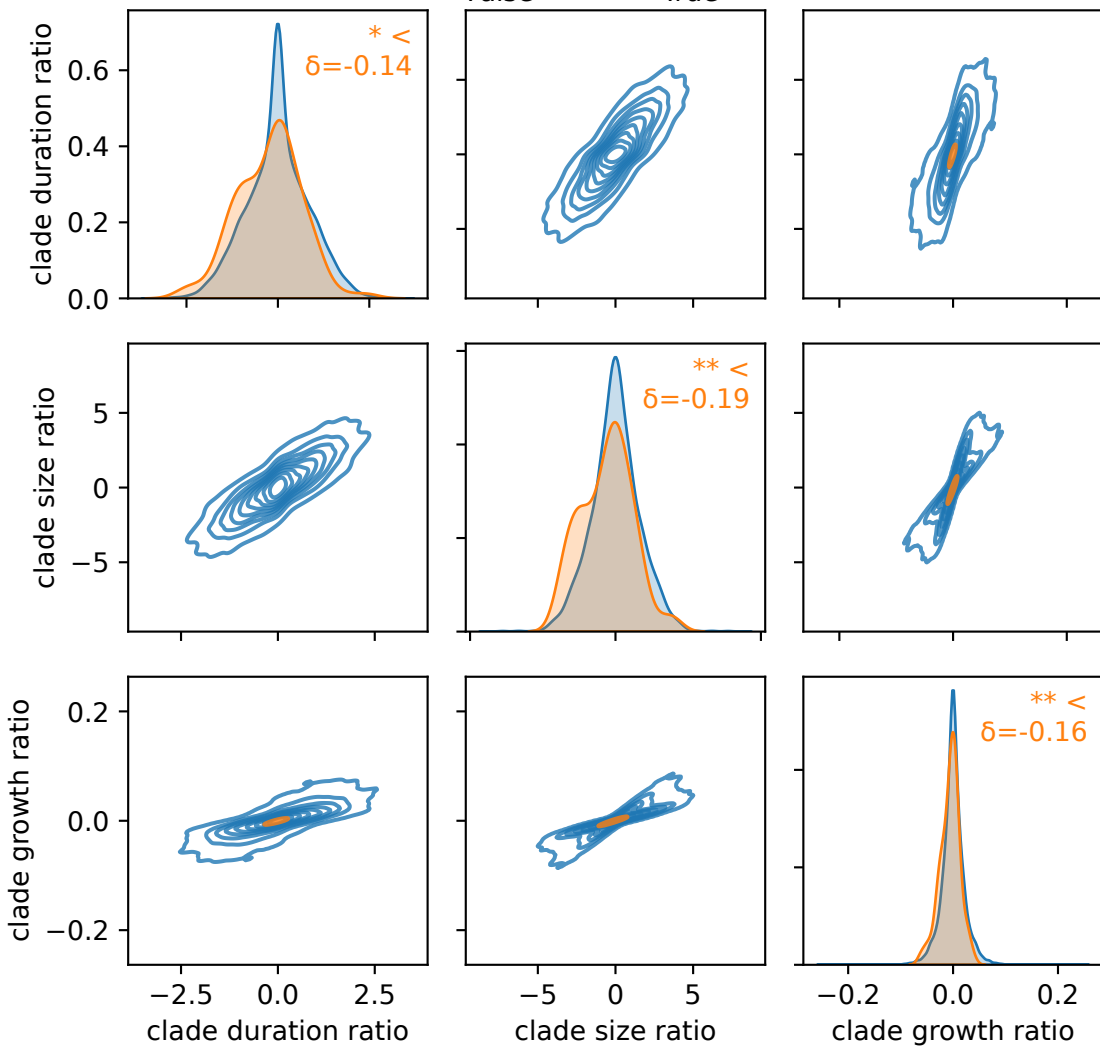 clade duration ratio
0.6
0.4
0.2
0.0
* <
δ=-0.14
clade size ratio
5
0
−5
** <
δ=-0.19
clade growth ratio
0.2
0.0
−0.2
** <
δ=-0.16
−2.5 0.0 2.5
−5 0 5
−0.2 0.0 0.2
clade duration ratio
clade size ratio
clade growth ratio